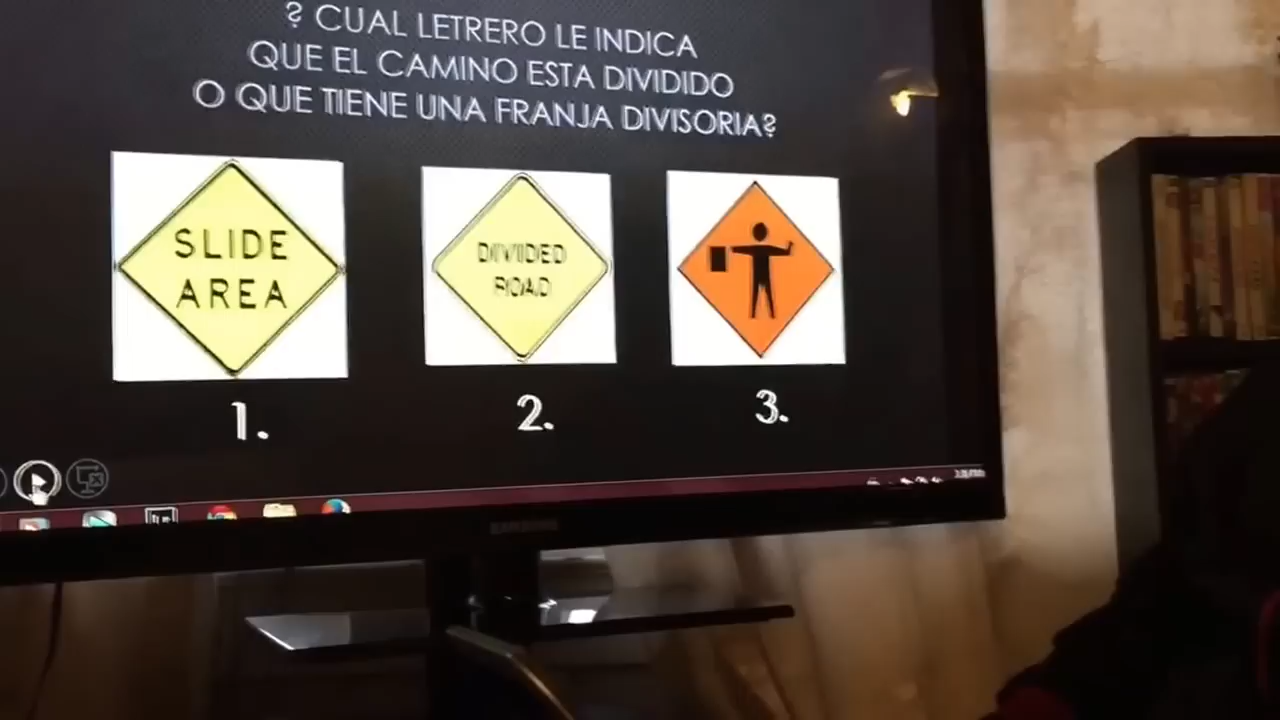 ? CUAL LETRERO LE INDICA
QUE EL CAMINO ESTA DIVIDIDO
O QUE TIENE UNA FRANJA DIVISORIA?
SLIDE
AREA
DIVIDED
ROAD
1.
2.
3.
SAMSUNG